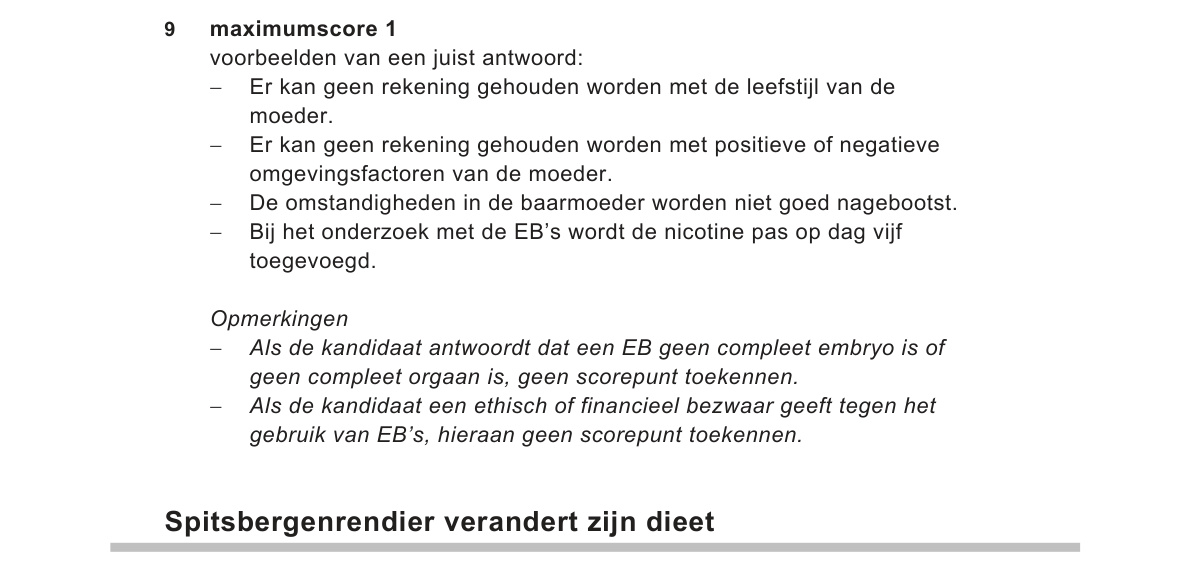 9 maximumscore 1
voorbeelden van een juist antwoord:
– Er kan geen rekening gehouden worden met de leefstijl van de
moeder.
– Er kan geen rekening gehouden worden met positieve of negatieve
omgevingsfactoren van de moeder.
– De omstandigheden in de baarmoeder worden niet goed nagebootst.
– Bij het onderzoek met de EB’s wordt de nicotine pas op dag vijf
toegevoegd.
Opmerkingen
– Als de kandidaat antwoordt dat een EB geen compleet embryo is of
geen compleet orgaan is, geen scorepunt toekennen.
– Als de kandidaat een ethisch of financieel bezwaar geeft tegen het
gebruik van EB’s, hieraan geen scorepunt toekennen.
Spitsbergenrendier verandert zijn dieet